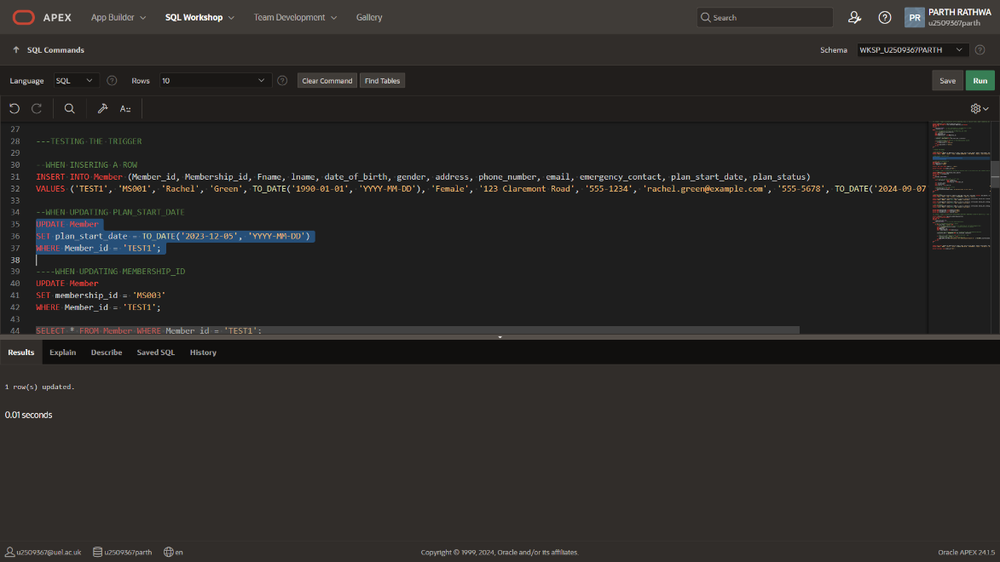 APEX App Builder SQL Workshop Team Development Gallery Search PR PARTH RATHWA
u2509367parth
SQL Commands Schema WKSP_U2509367PARTH
Language SQL Rows 10 Clear Command Find Tables Save Run
27
28 ---TESTING THE TRIGGER
29
30 --WHEN INSERING A ROW
31 INSERT INTO Member (Member_id, Membership_id, Fname, lname, date_of_birth, gender, address, phone_number, email, emergency_contact, plan_start_date, plan_status)
32 VALUES ('TEST1', 'MS001', 'Rachel', 'Green', TO_DATE('1990-01-01', 'YYYY-MM-DD'), 'Female', '123 Claremont Road', '555-1234', 'rachel.green@example.com', '555-5678', TO_DATE('2024-09-07
33
34 --WHEN UPDATING PLAN_START_DATE
35 UPDATE Member
36 SET plan_start_date = TO_DATE('2023-12-05', 'YYYY-MM-DD')
37 WHERE Member_id = 'TEST1';
38
39 ----WHEN UPDATING MEMBERSHIP_ID
40 UPDATE Member
41 SET membership_id = 'MS003'
42 WHERE Member_id = 'TEST1';
43
44 SELECT * FROM Member WHERE Member_id = 'TEST1';
Results Explain Describe Saved SQL History
1 row(s) updated.
0.01 seconds
u2509367@uel.ac.uk u2509367parth en Copyright © 1999, 2024, Oracle and/or its affiliates. Oracle APEX 24.1.5